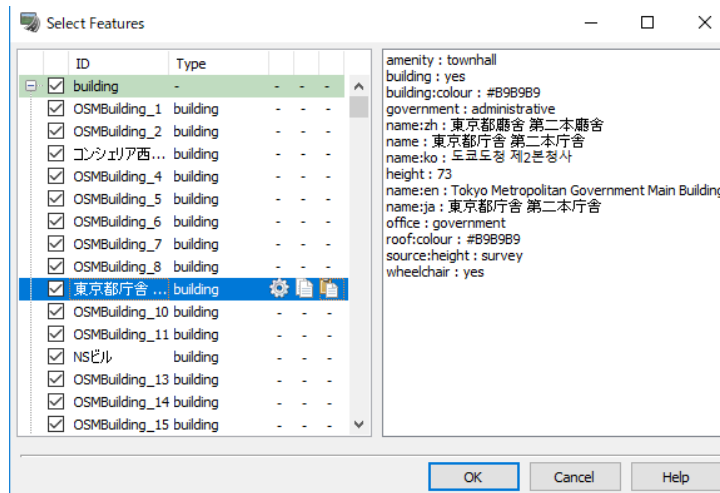 Select Features
ID Type
building -  - - -
OSMBuilding_1 building - - -
OSMBuilding_2 building - - -
コンシェリア西... building - - -
OSMBuilding_4 building - - -
OSMBuilding_5 building - - -
OSMBuilding_6 building - - -
OSMBuilding_7 building - - -
OSMBuilding_8 building - - -
東京都庁舎 ... building
OSMBuilding_10 building - - -
OSMBuilding_11 building - - -
NSビル building - - -
OSMBuilding_13 building - - -
OSMBuilding_14 building - - -
OSMBuilding_15 building - - -
amenity : townhall
building : yes
building:colour : #B9B9B9
government : administrative
name:zh : 東京都廳舍 第二本廳舍
name : 東京都庁舎 第二本庁舎
name:ko : 도쿄도청 제2본청사
height : 73
name:en : Tokyo Metropolitan Government Main Building
name:ja : 東京都庁舎 第二本庁舎
office : government
roof:colour : #B9B9B9
source:height : survey
wheelchair : yes
OK Cancel Help